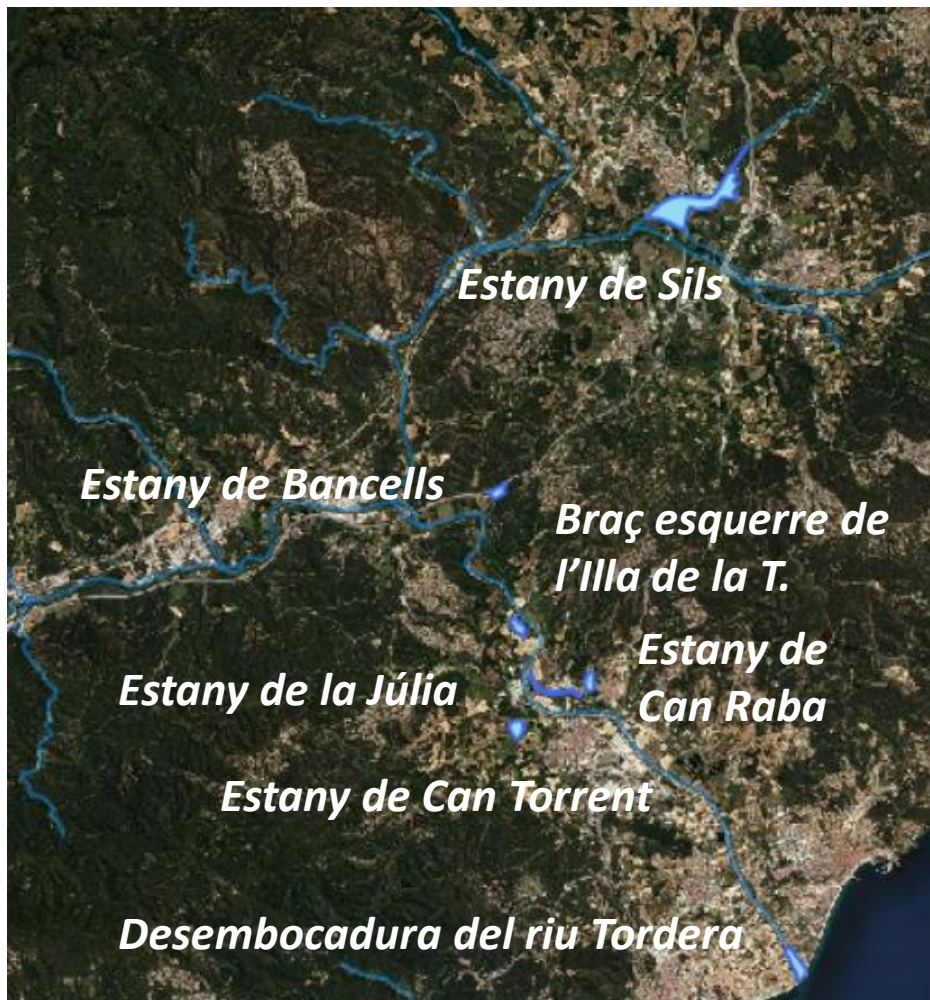 Estany de Sils
Estany de Bancells
Braç esquerre de
l’Illa de la T.
Estany de
Can Raba
Estany de la Júlia
Estany de Can Torrent
Desembocadura del riu Tordera